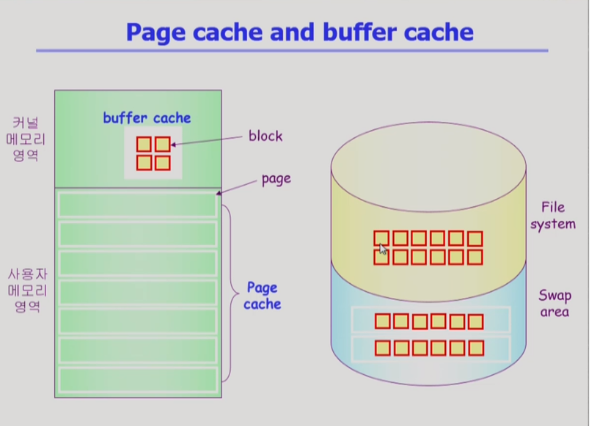 Page cache and buffer cache
커널
메모리
영역
buffer cache
block
page
사용자
메모리
영역
Page
cache
File
system
Swap
area